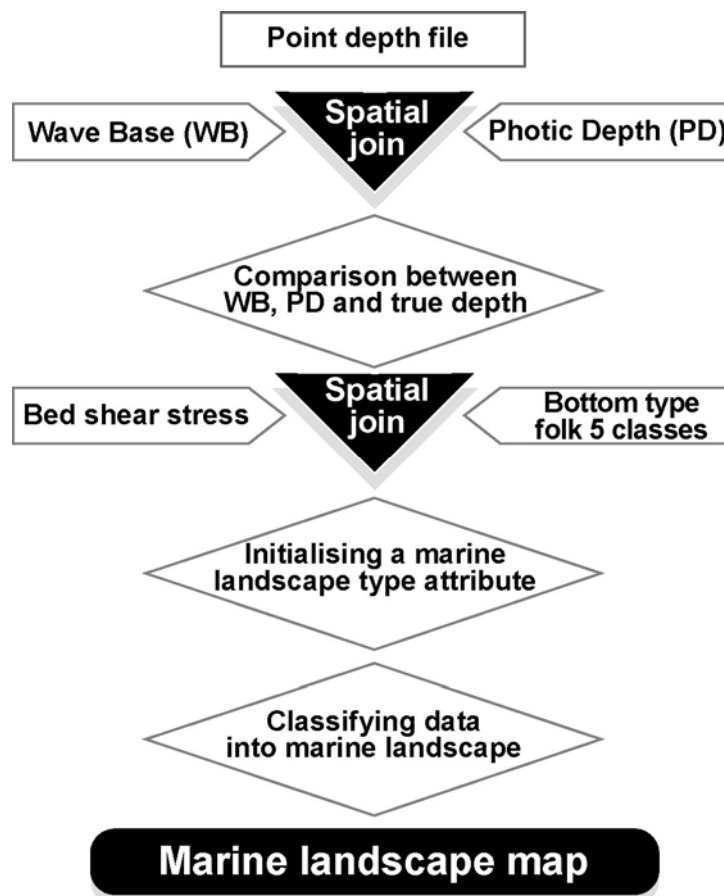 Point depth file
Wave Base (WB)
Spatial
join
Photic Depth (PD)
Comparison between
WB, PD and true depth
Bed shear stress
Spatial
join
Bottom type
folk 5 classes
Initialising a marine
landscape type attribute
Classifying data
into marine landscape
Marine landscape map